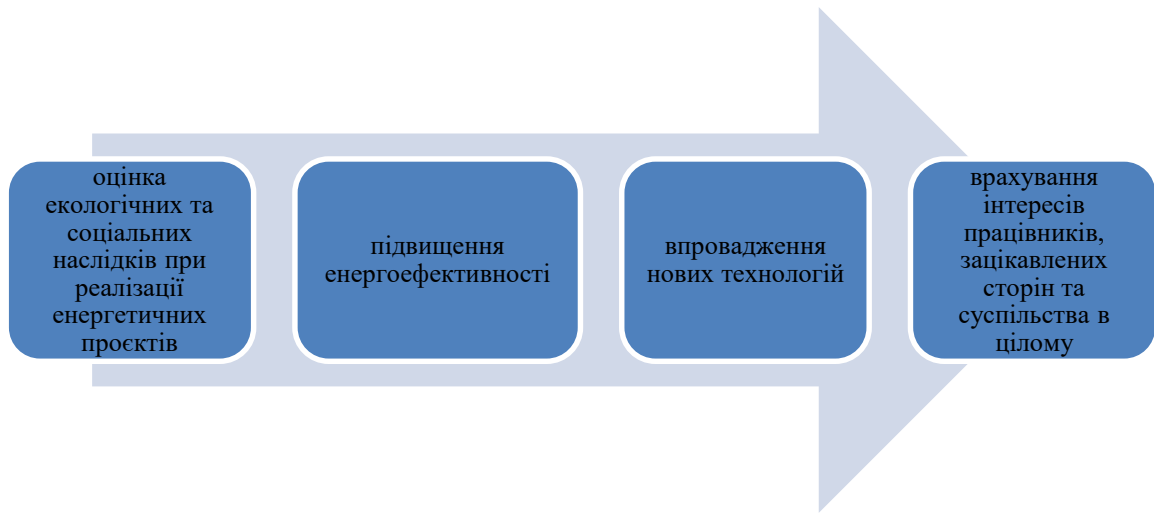 оцінка
екологічних та
соціальних
наслідків при
реалізації
енергетичних
проєктів
підвищення
енергоефективності
впровадження
нових технологій
врахування
інтересів
працівників,
зацікавлених
сторін та
суспільства в
цілому